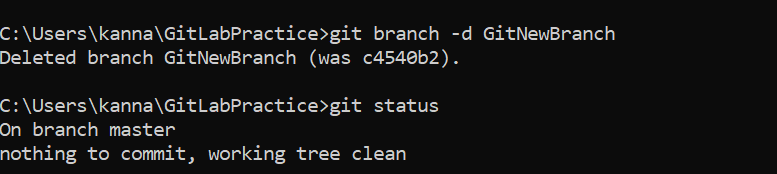 C:\Users\kanna\GitLabPractice>git branch -d GitNewBranch
Deleted branch GitNewBranch (was c4540b2).
C:\Users\kanna\GitLabPractice>git status
On branch master
nothing to commit, working tree clean